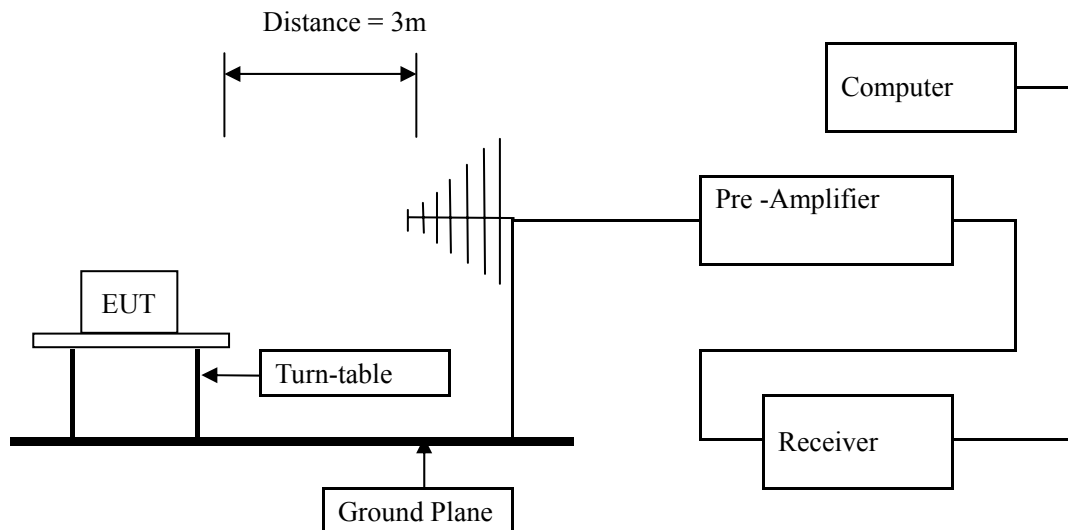 Distance = 3m
Computer
Pre -Amplifier
EUT
Turn-table
Receiver
Ground Plane